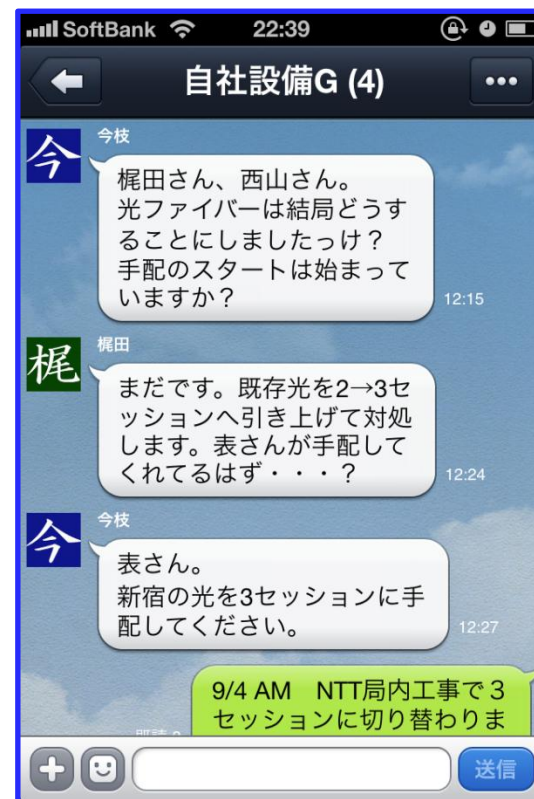 SoftBank 22:39
自社設備G (4)
今
今枝
梶田さん、西山さん。
光ファイバーは結局どうす
ることにしましたっけ?
手配のスタートは始まって
いますか?
12:15
梶
梶田
まだです。既存光を2→3セ
ッションへ引き上げて対処
します。表さんが手配して
くれてるはず・・・?
12:24
今
今枝
表さん。
新宿の光を3セッションに手
配してください。
12:27
9/4 AM　NTT局内工事で3
セッションに切り替わりま
送信